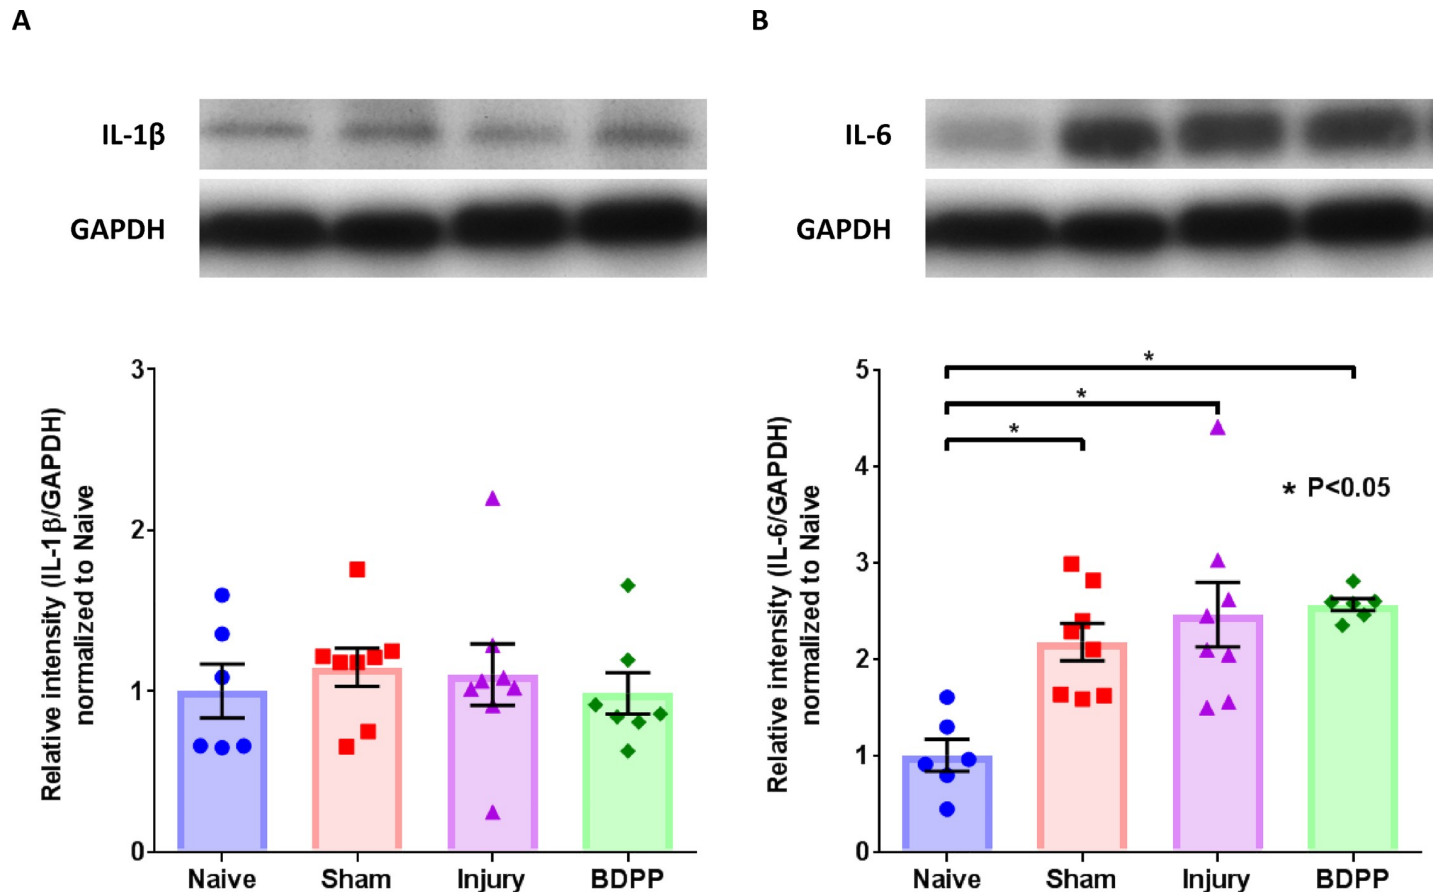 A
B
IL-1β
GAPDH
IL-6
GAPDH
Relative intensity (IL-1β/GAPDH)
normalized to Naive
3
2
1
0
Naive
Sham
Injury
BDPP
Relative intensity (IL-6/GAPDH)
normalized to Naive
5
4
3
2
1
0
*
*
*
* P<0.05
Naive
Sham
Injury
BDPP